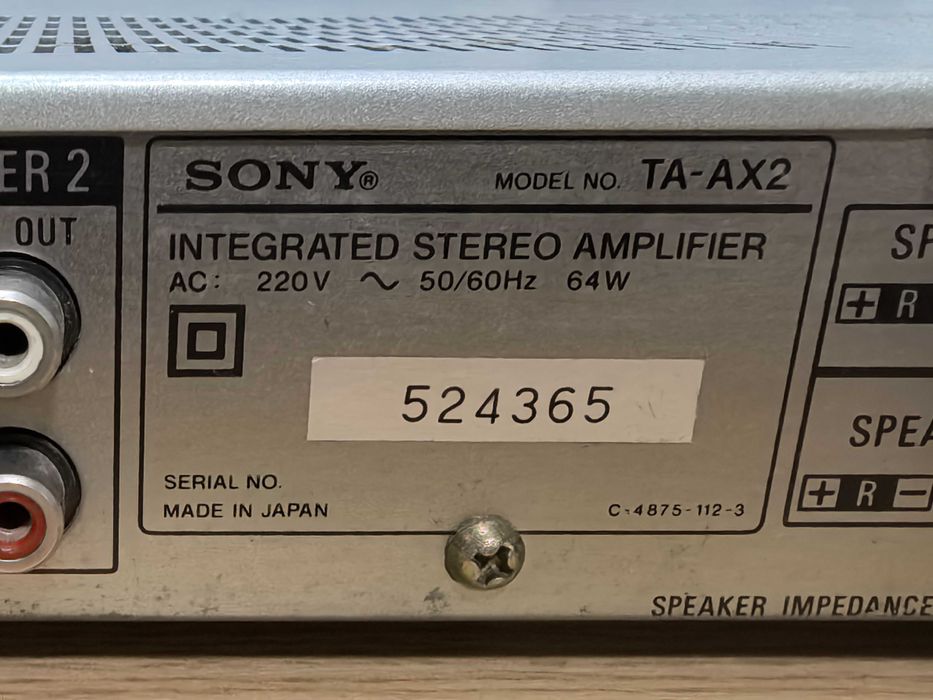 ER 2
OUT
SONY®
MODEL NO. TA-AX2
INTEGRATED STEREO AMPLIFIER
AC: 220V ~ 50/60Hz 64W
524365
SERIAL NO.
MADE IN JAPAN
C-4875-112-3
SP
+ R
SPEA
+ R −
SPEAKER IMPEDANCE